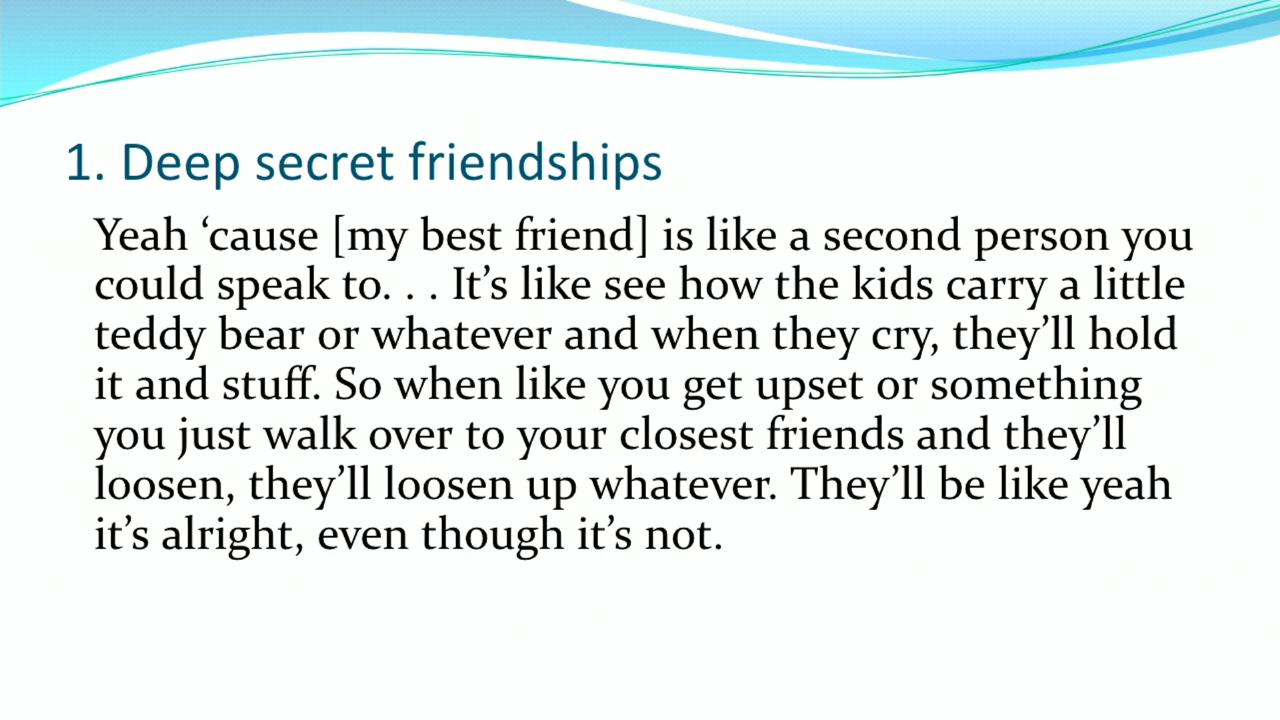 1. Deep secret friendships
Yeah ‘cause [my best friend] is like a second person you
could speak to. . . It’s like see how the kids carry a little
teddy bear or whatever and when they cry, they’ll hold
it and stuff. So when like you get upset or something
you just walk over to your closest friends and they’ll
loosen, they’ll loosen up whatever. They’ll be like yeah
it’s alright, even though it’s not.